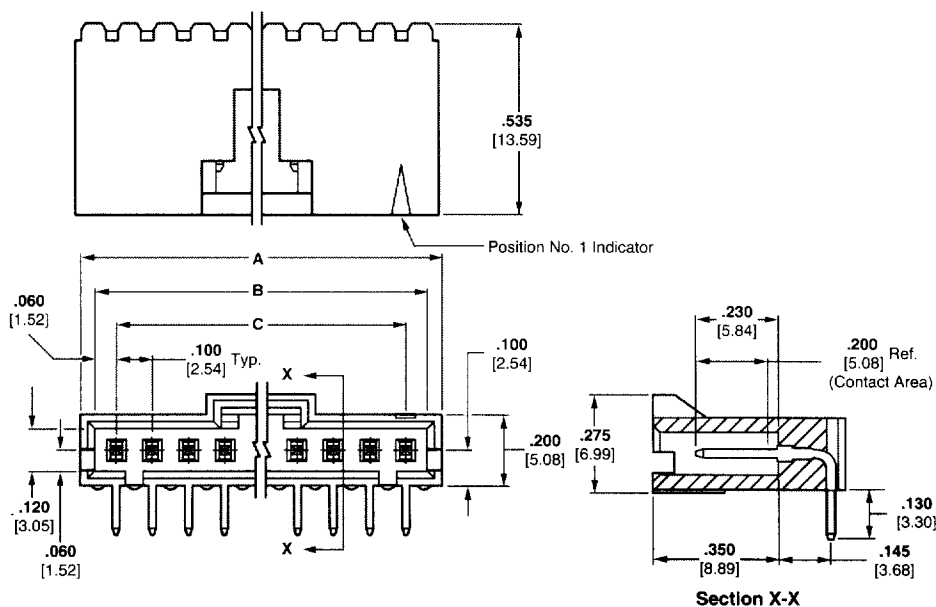 .535
[13.59]
Position No. 1 Indicator
A
B
C
.060
[1.52]
.100
[2.54] Typ.
X
.100
[2.54]
.200
[5.08]
.120
[3.05]
.060
[1.52]
X
.230
[5.84]
.200
[5.08] Ref.
(Contact Area)
.275
[6.99]
.130
[3.30]
.350
[8.89]
.145
[3.68]
Section X-X